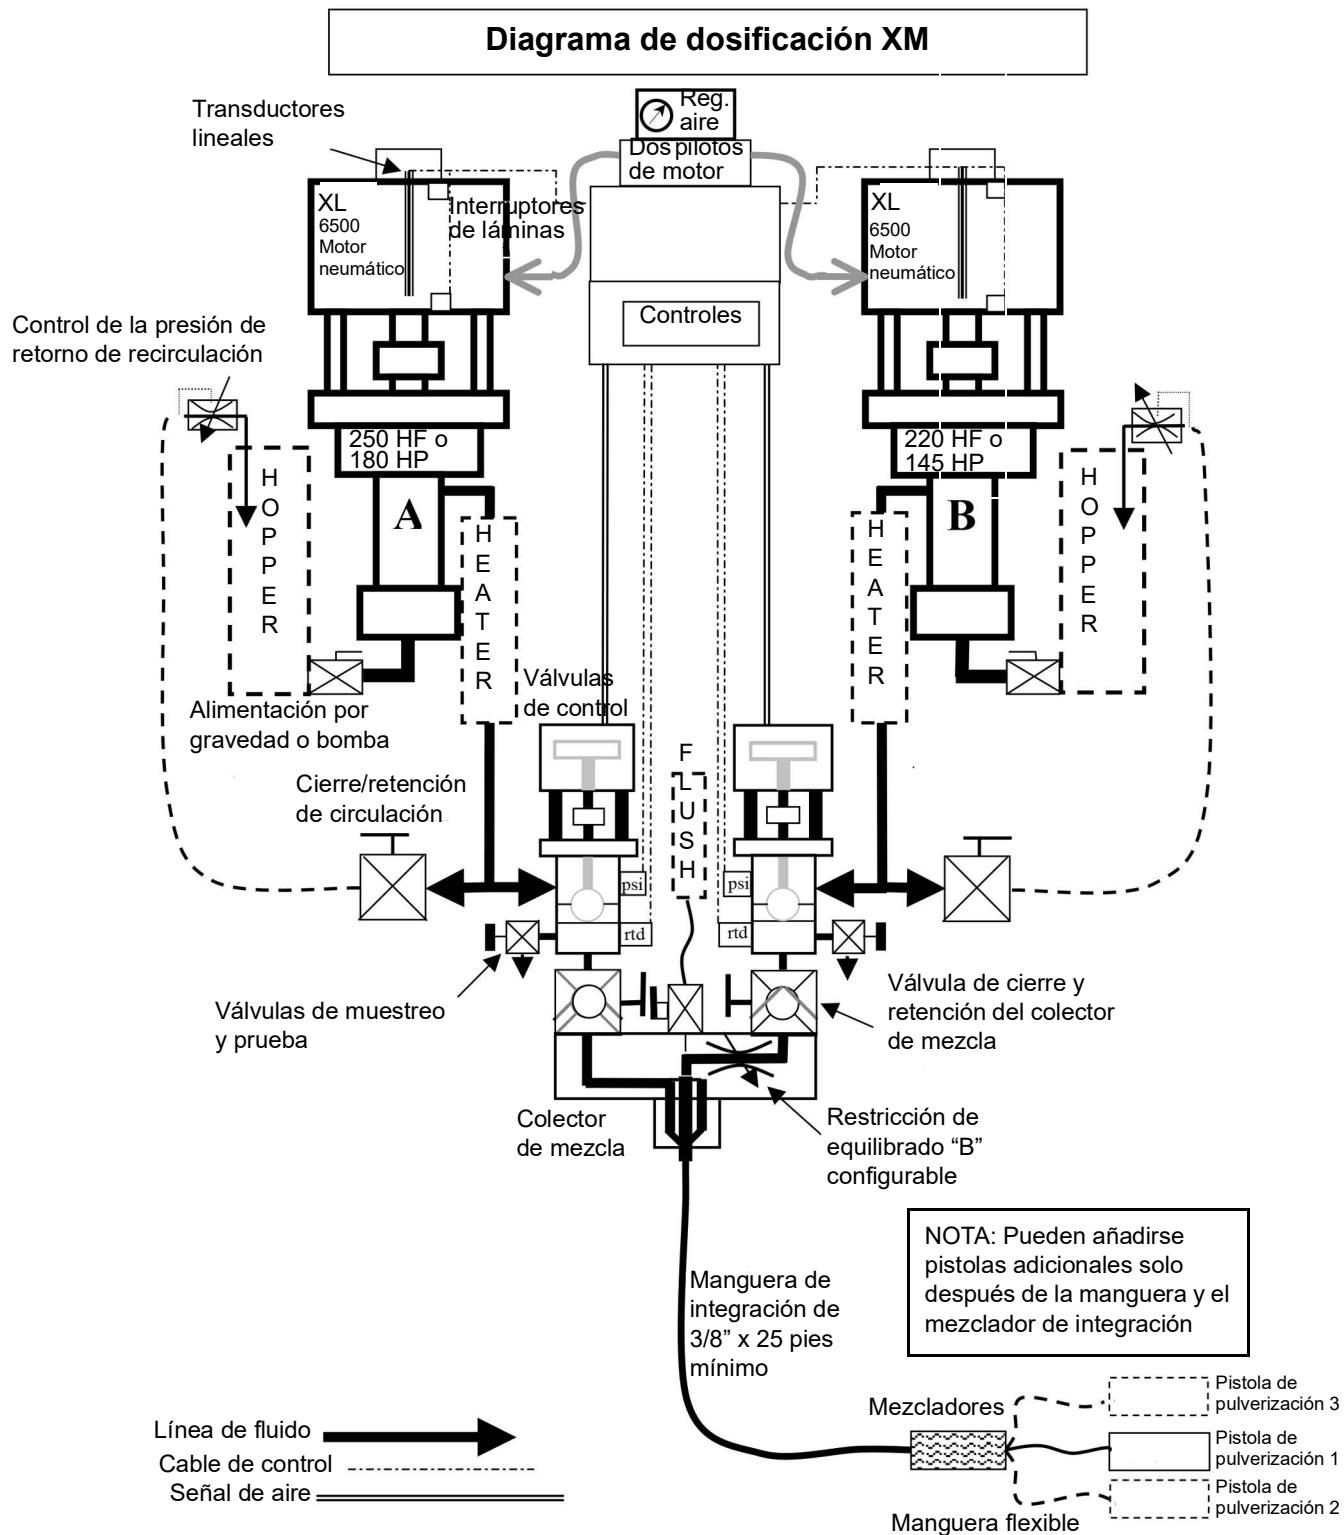 Diagrama de dosificación XM
Reg.
aire
Dos pilotos
de motor
Transductores
lineales
XL
6500
Motor
neumático
Interruptores
de láminas
XL
6500
Motor
neumático
Controles
Control de la presión de
retorno de recirculación
250 HF o
180 HP
220 HF o
145 HP
A
B
HOPPER
HEATER
HEATER
HOPPER
Válvulas
de control
Alimentación por
gravedad o bomba
FLUSH
Cierre/retención
de circulación
psi
psi
rtd
rtd
Válvulas de muestreo
y prueba
Válvula de cierre y
retención del colector
de mezcla
Colector
de mezcla
Restricción de
equilibrado “B”
configurable
NOTA: Pueden añadirse
pistolas adicionales solo
después de la manguera y el
mezclador de integración
Manguera de
integración de
3/8” x 25 pies
mínimo
Mezcladores
Pistola de
pulverización 3
Pistola de
pulverización 1
Pistola de
pulverización 2
Manguera flexible
Línea de fluido
Cable de control
Señal de aire